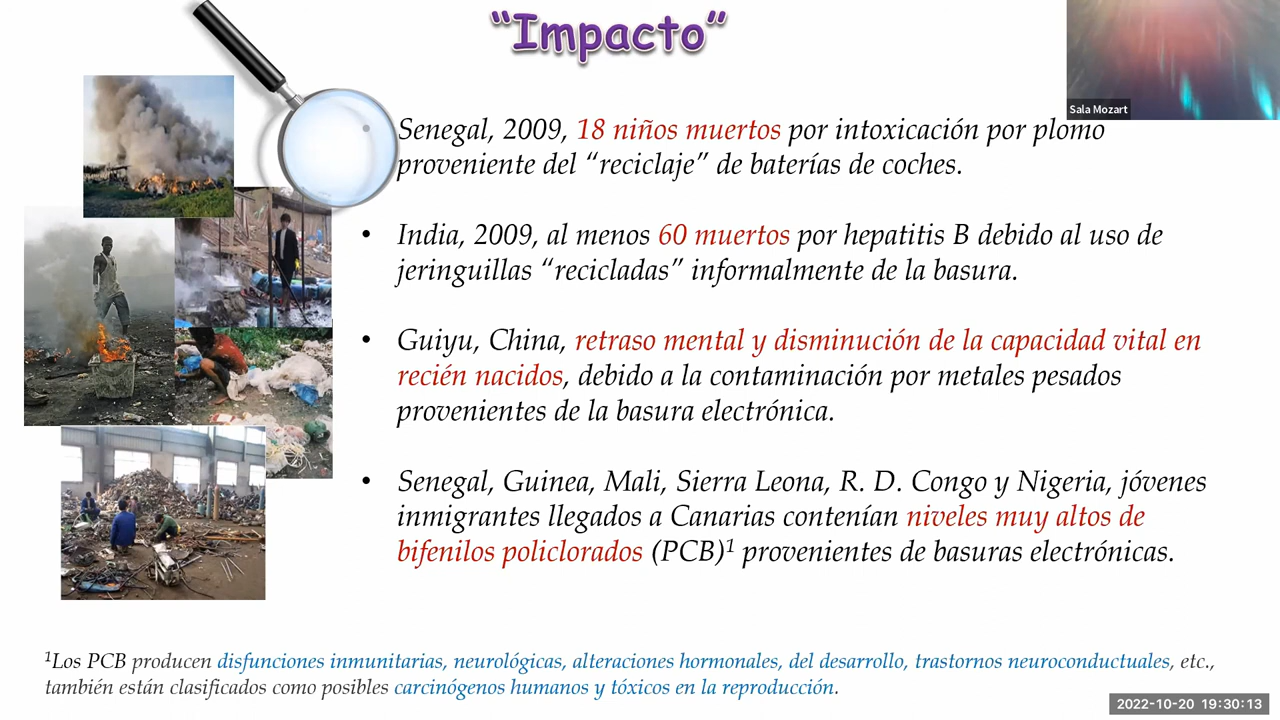 “Impacto”
Sala Mozart
Senegal, 2009, 18 niños muertos por intoxicación por plomo
proveniente del “reciclaje” de baterías de coches.
• India, 2009, al menos 60 muertos por hepatitis B debido al uso de
jeringuillas “recicladas” informalmente de la basura.
• Guiyu, China, retraso mental y disminución de la capacidad vital en
recién nacidos, debido a la contaminación por metales pesados
provenientes de la basura electrónica.
• Senegal, Guinea, Mali, Sierra Leona, R. D. Congo y Nigeria, jóvenes
inmigrantes llegados a Canarias contenían niveles muy altos de
bifenilos policlorados (PCB)¹ provenientes de basuras electrónicas.
¹Los PCB producen disfunciones inmunitarias, neurológicas, alteraciones hormonales, del desarrollo, trastornos neuroconductuales, etc.,
también están clasificados como posibles carcinógenos humanos y tóxicos en la reproducción.
2022-10-20 19:30:13